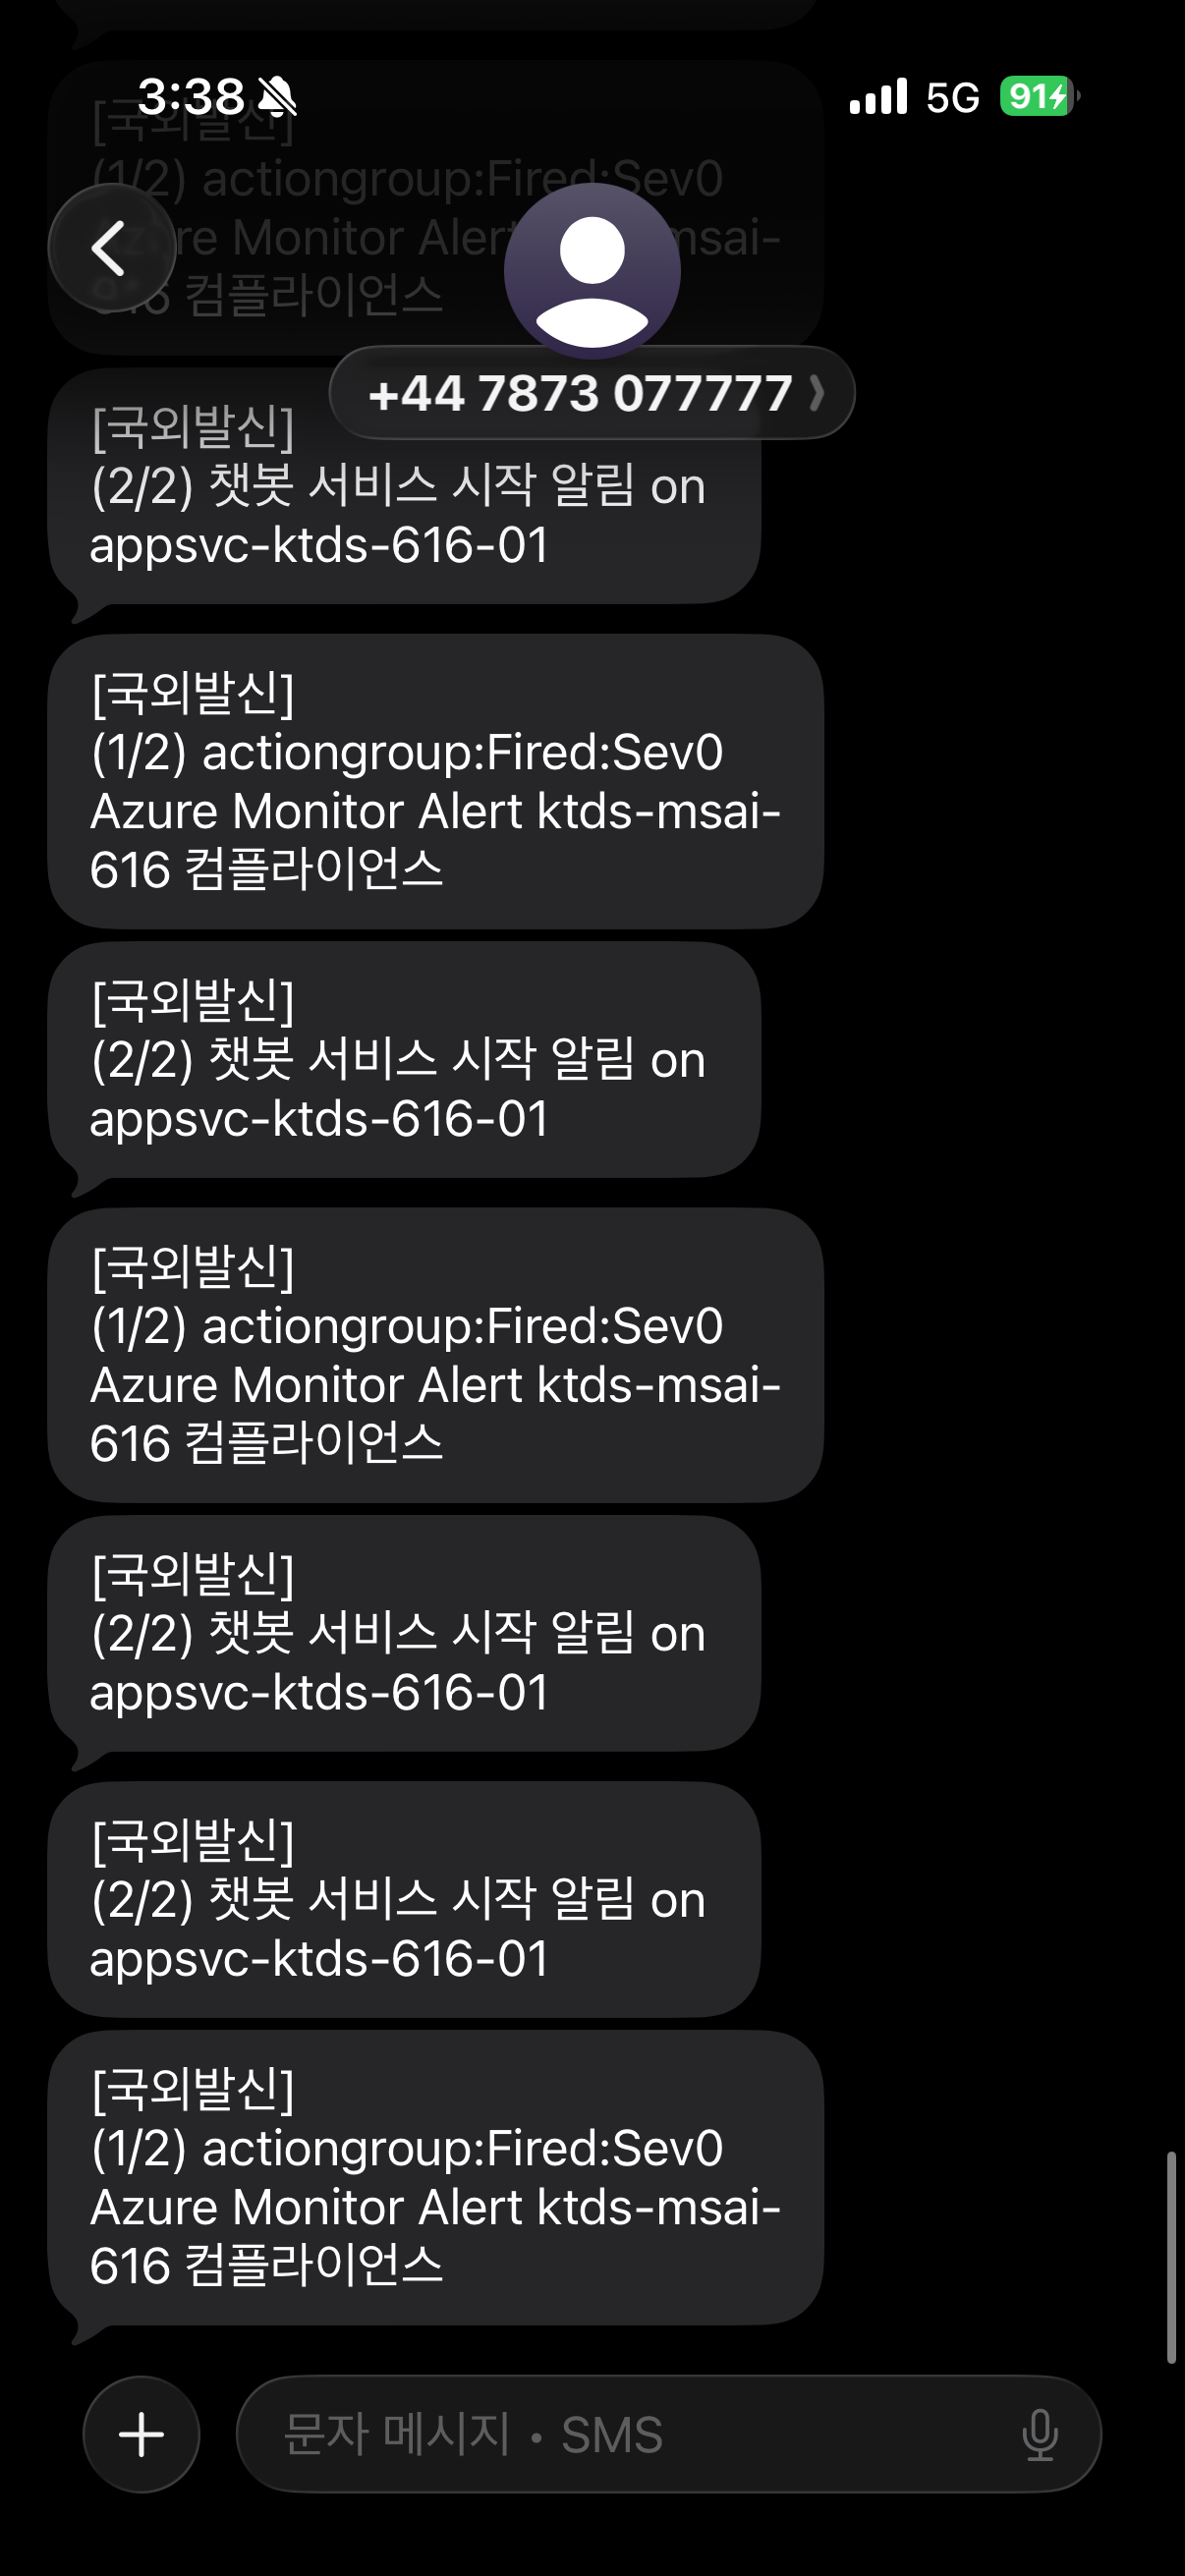 3:38
5G
91
[국외발신]
(1/2) actiongroup:Fired:Sev0
re Monitor Alert msai-
616 컴플라이언스
+44 7873 077777
[국외발신]
(2/2) 챗봇 서비스 시작 알림 on
appsvc-ktds-616-01
[국외발신]
(1/2) actiongroup:Fired:Sev0
Azure Monitor Alert ktds-msai-
616 컴플라이언스
[국외발신]
(2/2) 챗봇 서비스 시작 알림 on
appsvc-ktds-616-01
[국외발신]
(1/2) actiongroup:Fired:Sev0
Azure Monitor Alert ktds-msai-
616 컴플라이언스
[국외발신]
(2/2) 챗봇 서비스 시작 알림 on
appsvc-ktds-616-01
[국외발신]
(2/2) 챗봇 서비스 시작 알림 on
appsvc-ktds-616-01
[국외발신]
(1/2) actiongroup:Fired:Sev0
Azure Monitor Alert ktds-msai-
616 컴플라이언스
문자 메시지 • SMS